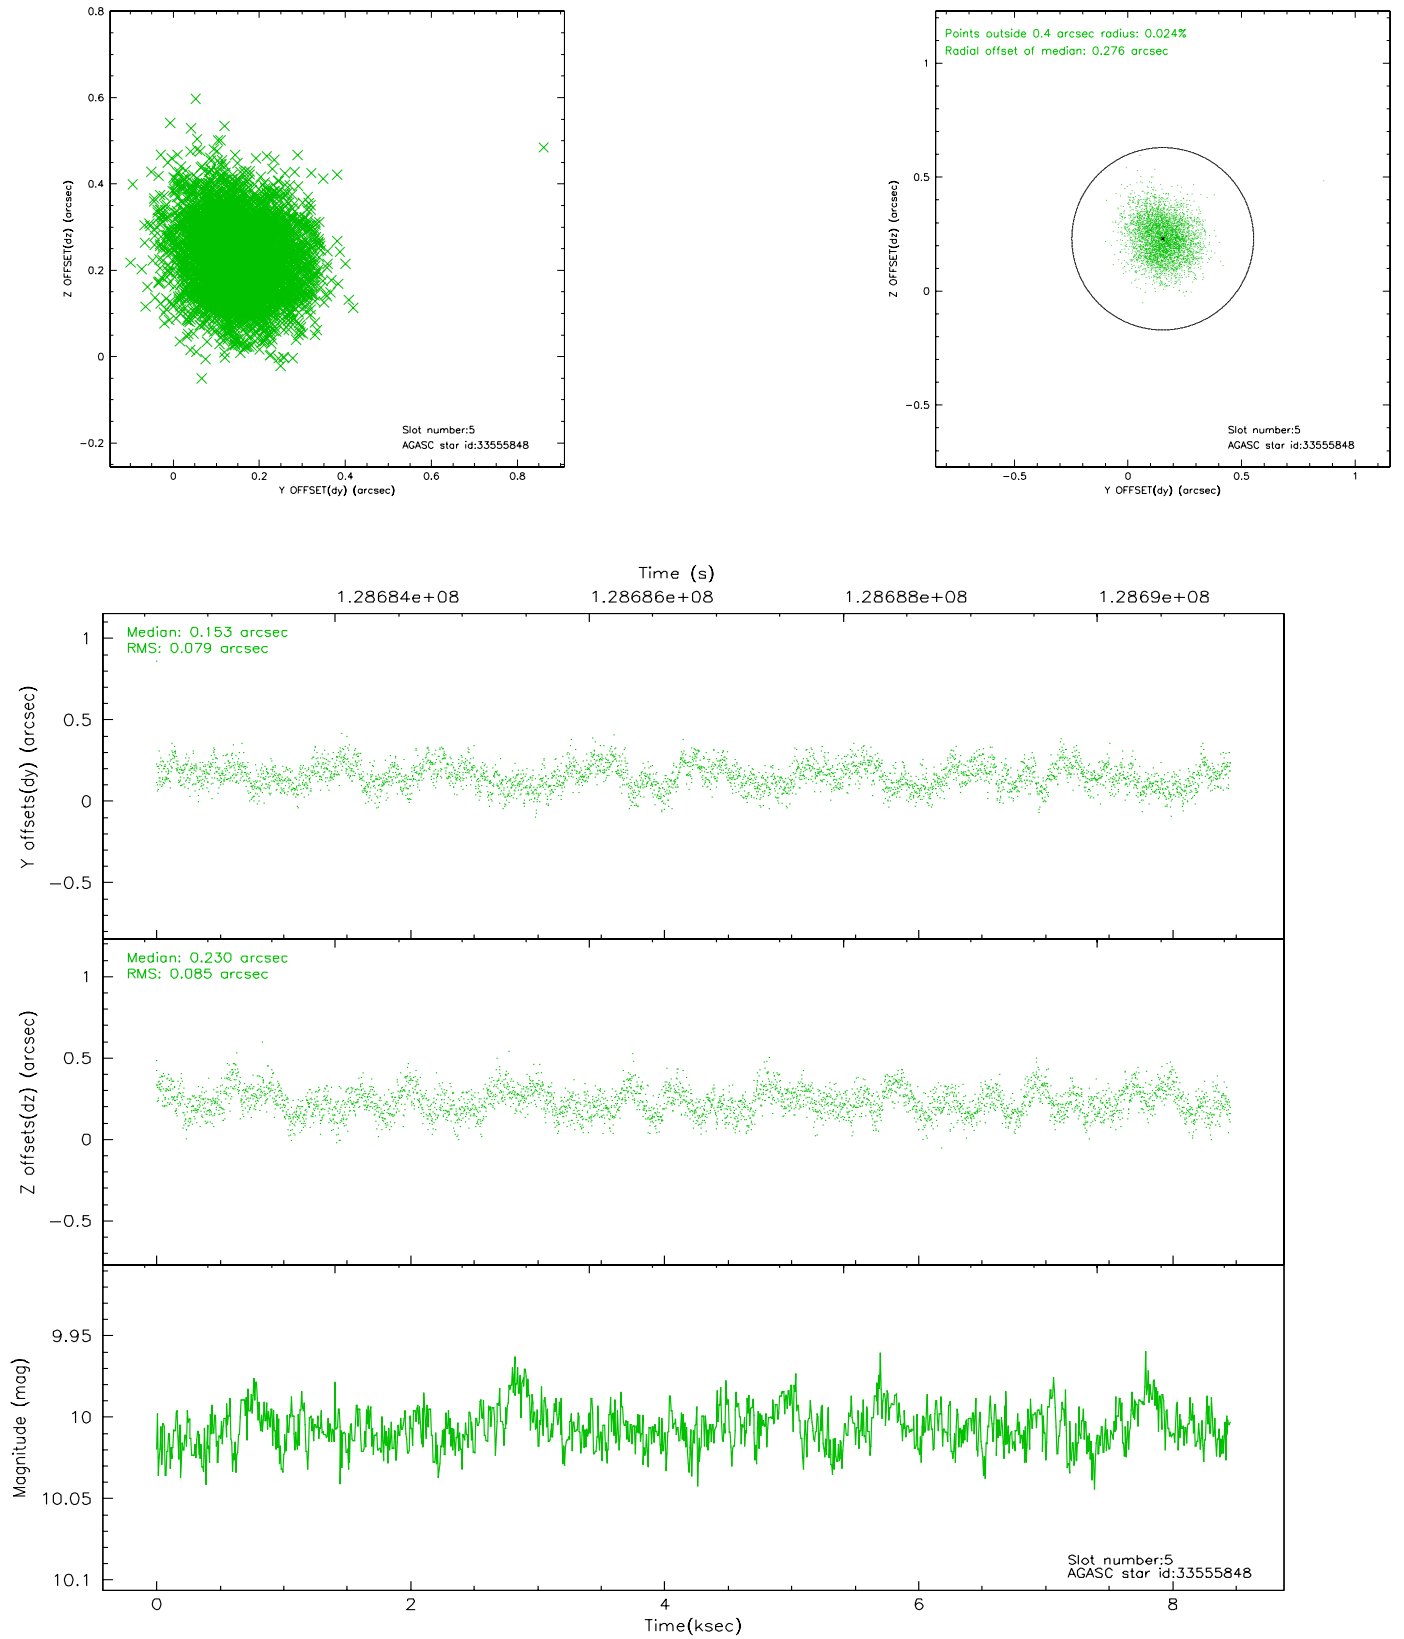 0.8
0.6
0.4
0.2
0
−0.2
Z OFFSET(dz) (arcsec)
Slot number:5
AGASC star id:33555848
0 0.2 0.4 0.6 0.8
Y OFFSET(dy) (arcsec)
Points outside 0.4 arcsec radius: 0.024%
Radial offset of median: 0.276 arcsec
1
0.5
0
−0.5
Z OFFSET(dz) (arcsec)
Slot number:5
AGASC star id:33555848
−0.5 0 0.5 1
Y OFFSET(dy) (arcsec)
Time (s)
1.28684e+08 1.28686e+08 1.28688e+08 1.2869e+08
Median: 0.153 arcsec
RMS: 0.079 arcsec
1
0.5
0
−0.5
Y offsets(dy) (arcsec)
Median: 0.230 arcsec
RMS: 0.085 arcsec
1
0.5
0
−0.5
Z offsets(dz) (arcsec)
9.95
10
10.05
10.1
Magnitude (mag)
Slot number:5
AGASC star id:33555848
0 2 4 6 8
Time(ksec)